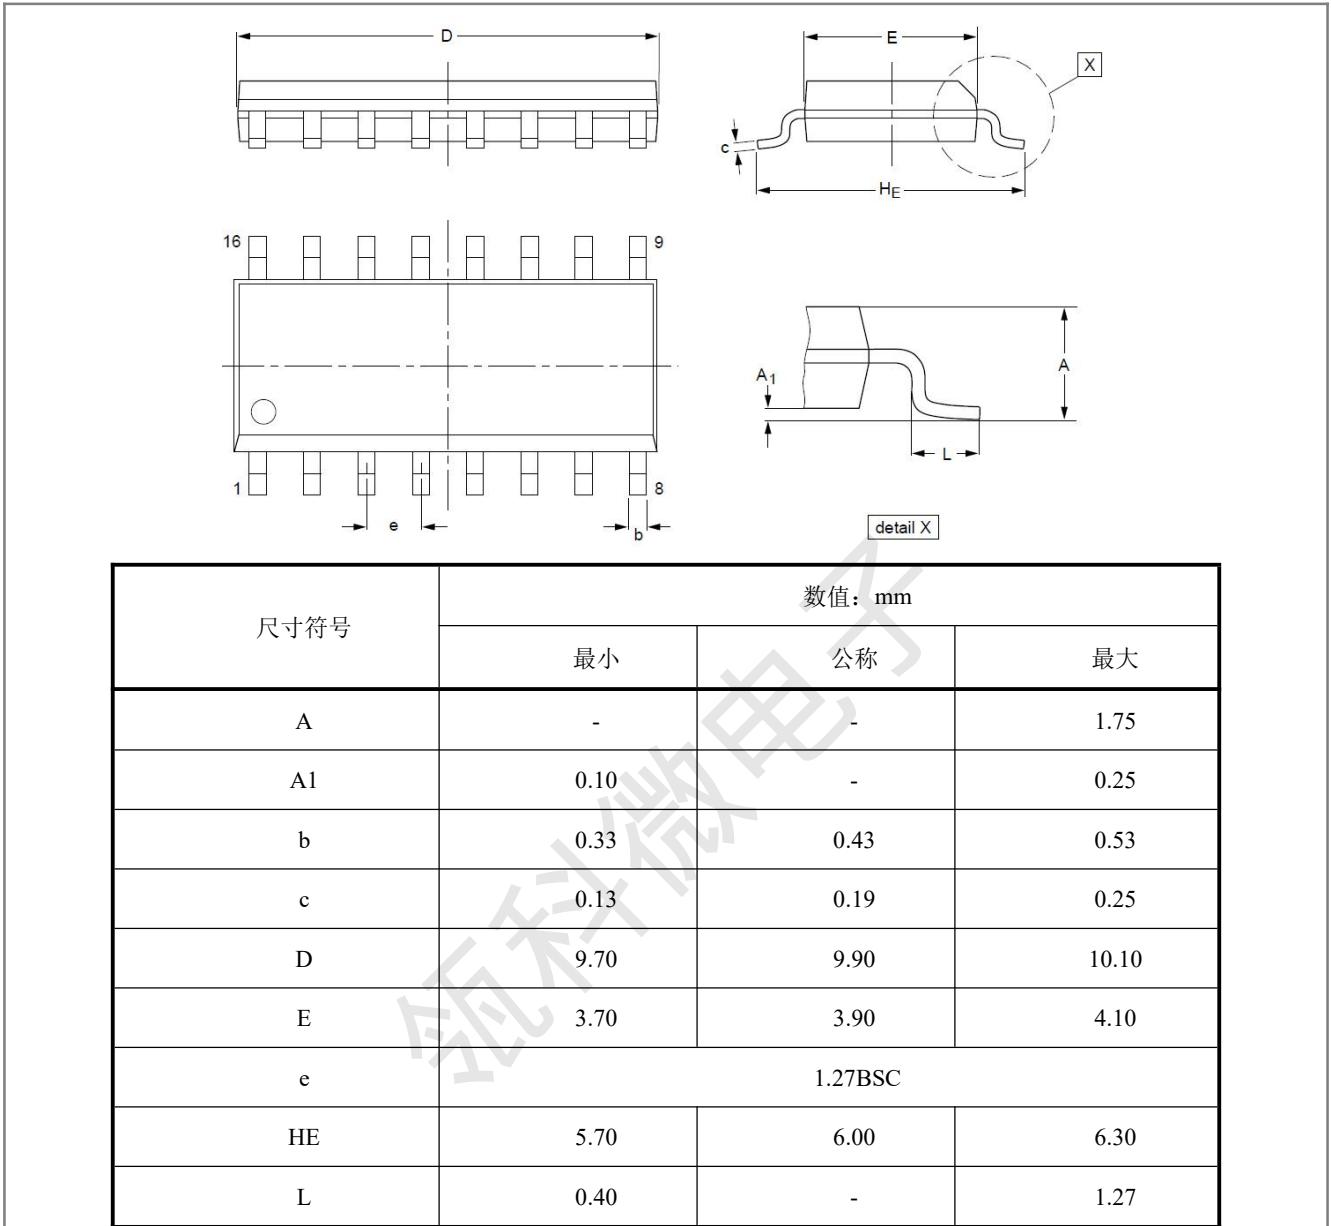 D
E
X
c
HE
16
9
A1
A
L
1
8
e
b
detail X
尺寸符号
数值：mm
最小 公称 最大
A - - 1.75
A1 0.10 - 0.25
b 0.33 0.43 0.53
c 0.13 0.19 0.25
D 9.70 9.90 10.10
E 3.70 3.90 4.10
e 1.27BSC
HE 5.70 6.00 6.30
L 0.40 - 1.27
瓴科微电子